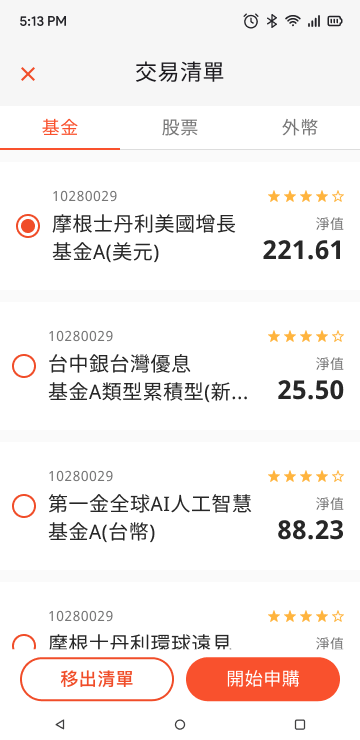 5:13 PM
交易清單
基金
股票
外幣
10280029
摩根士丹利美國增長
淨值
基金A(美元)
221.61
10280029
台中銀台灣優息
淨值
基金A類型累積型(新...
25.50
10280029
第一金全球AI人工智慧
淨值
基金A(台幣)
88.23
10280029
摩根士丹利環球遠見
淨值
移出清單
開始申購